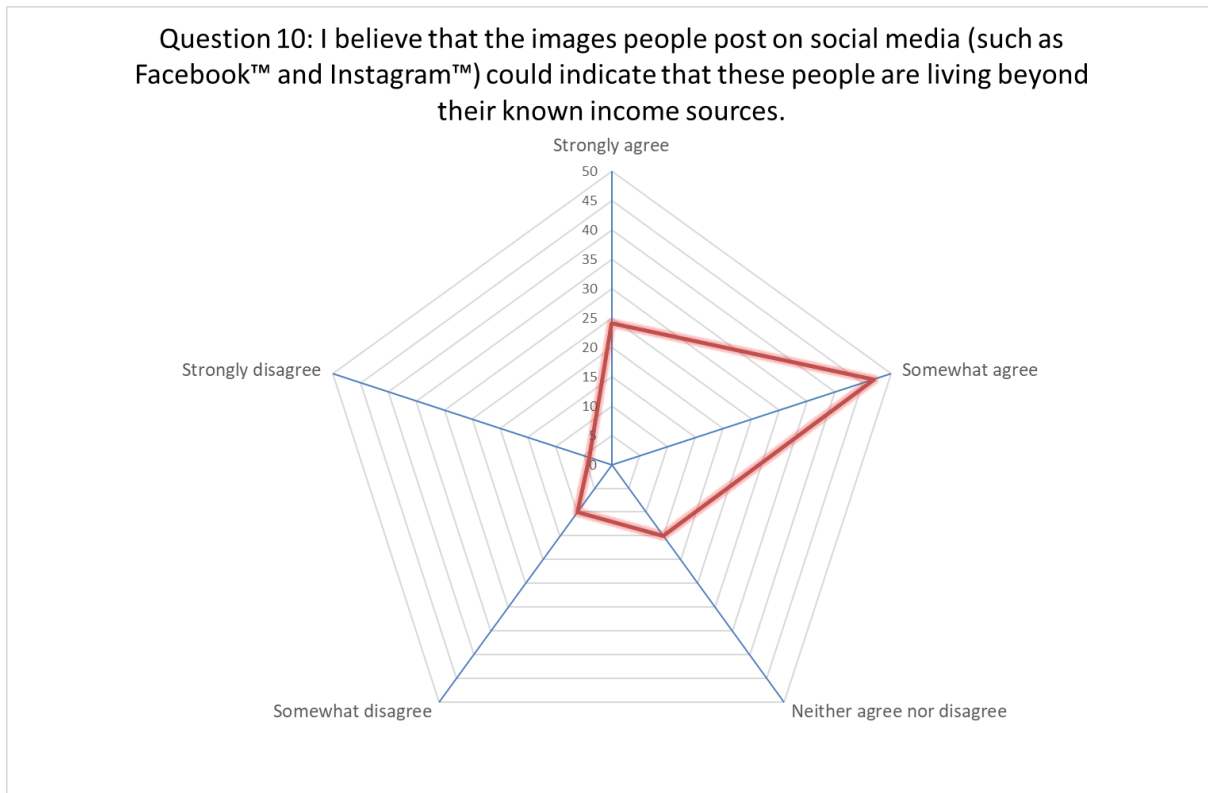 Question 10: I believe that the images people post on social media (such as
Facebook™ and Instagram™) could indicate that these people are living beyond
their known income sources.
Strongly agree
50
45
40
35
30
25
20
15
10
5
0
Strongly disagree
Somewhat agree
Somewhat disagree
Neither agree nor disagree